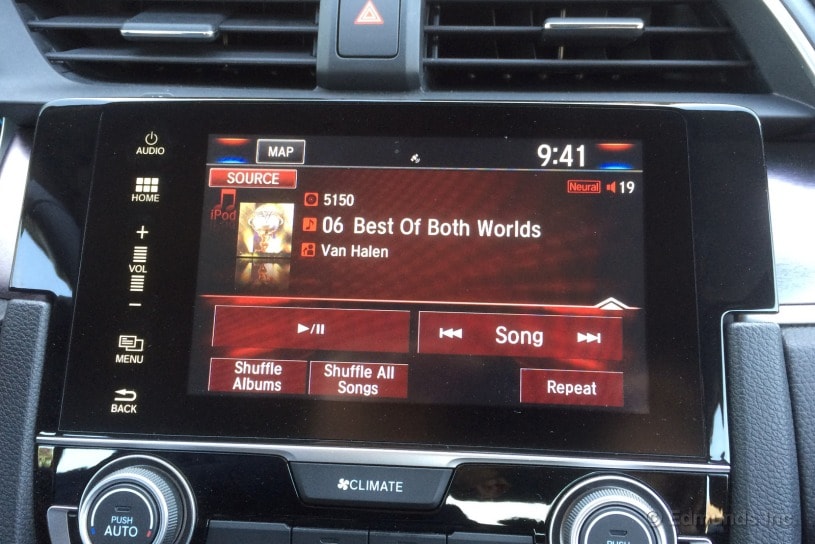 AUDIO
HOME
VOL
MENU
BACK
MAP
9:41
SOURCE
Neural 19
iPod
5150
06 Best Of Both Worlds
Van Halen
Song
Shuffle
Albums
Shuffle All
Songs
Repeat
CLIMATE
PUSH
AUTO
PUSH
© Edmunds Inc.